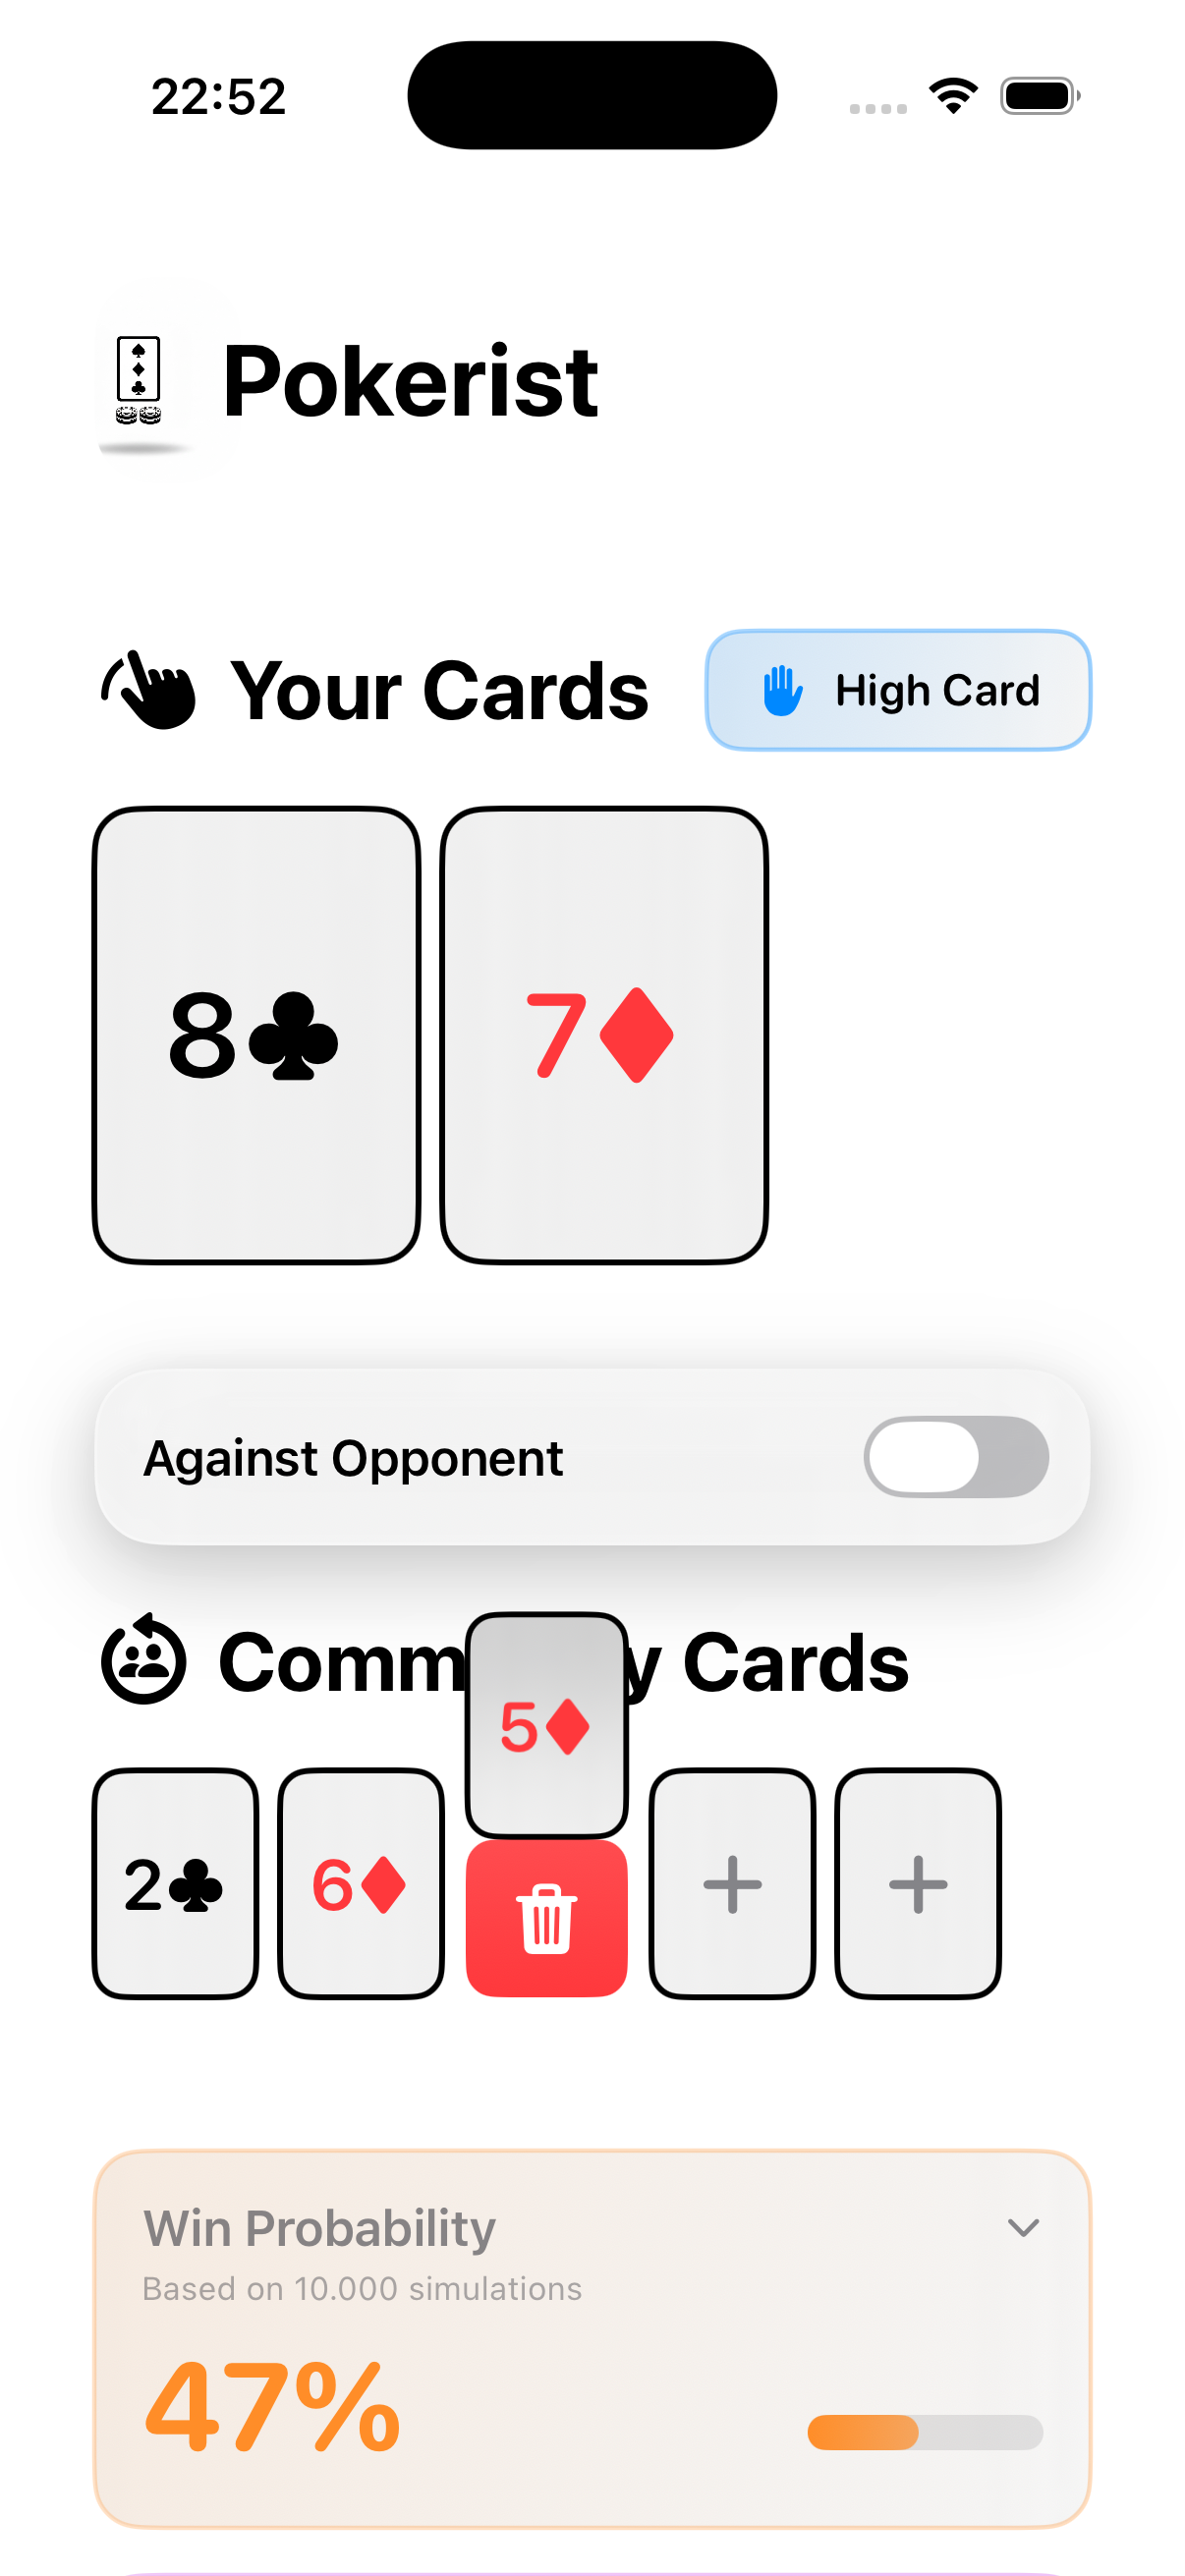 22:52
Pokerist
Your Cards
High Card
8♣ 7♦
Against Opponent
Comm y Cards
5♦
2♣ 6♦ + +
Win Probability
Based on 10.000 simulations
47%